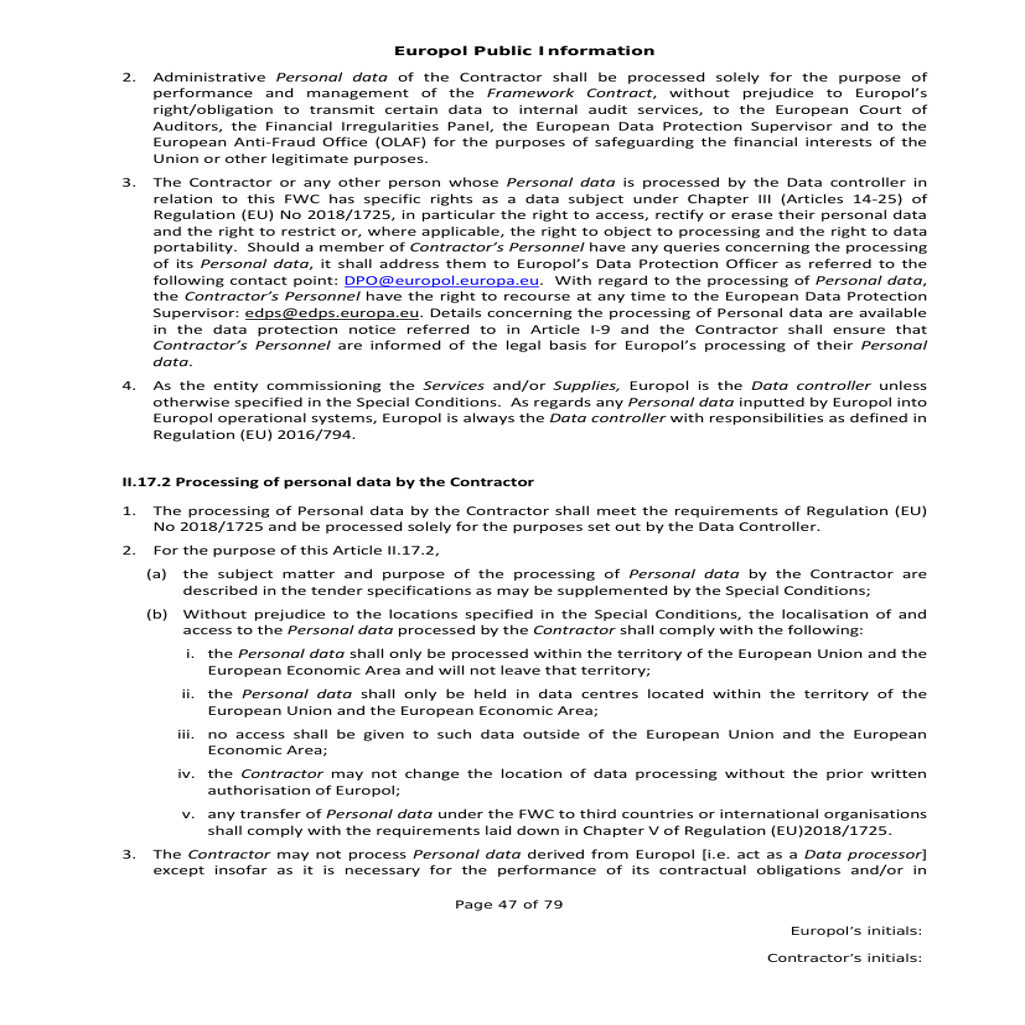 Europol Public Information
2. Administrative Personal data of the Contractor shall be processed solely for the purpose of
performance and management of the Framework Contract, without prejudice to Europol's
right/obligation to transmit certain data to internal audit services, to the European Court of
Auditors, the Financial Irregularities Panel, the European Data Protection Supervisor and to the
European Anti-Fraud Office (OLAF) for the purposes of safeguarding the financial interests of the
Union or other legitimate purposes.
3. The Contractor or any other person whose Personal data is processed by the Data controller in
relation to this FWC has specific rights as a data subject under Chapter III (Articles 14-25) of
Regulation (EU) No 2018/1725, in particular the right to access, rectify or erase their personal data
and the right to restrict or, where applicable, the right to object to processing and the right to data
portability. Should a member of Contractor's Personnel have any queries concerning the processing
of its Personal data, it shall address them to Europol's Data Protection Officer as referred to the
following contact point: DPO@europol.europa.eu. With regard to the processing of Personal data,
the Contractor's Personnel have the right to recourse at any time to the European Data Protection
Supervisor: edps@edps.europa.eu. Details concerning the processing of Personal data are available
in the data protection notice referred to in Article I-9 and the Contractor shall ensure that
Contractor's Personnel are informed of the legal basis for Europol's processing of their Personal
data.
4. As the entity commissioning the Services and/or Supplies, Europol is the Data controller unless
otherwise specified in the Special Conditions. As regards any Personal data inputted by Europol into
Europol operational systems, Europol is always the Data controller with responsibilities as defined in
Regulation (EU) 2016/794.
II.17.2 Processing of personal data by the Contractor
1. The processing of Personal data by the Contractor shall meet the requirements of Regulation (EU)
No 2018/1725 and be processed solely for the purposes set out by the Data Controller.
2. For the purpose of this Article II.17.2,
(a) the subject matter and purpose of the processing of Personal data by the Contractor are
described in the tender specifications as may be supplemented by the Special Conditions;
(b) Without prejudice to the locations specified in the Special Conditions, the localisation of and
access to the Personal data processed by the Contractor shall comply with the following:
i. the Personal data shall only be processed within the territory of the European Union and the
European Economic Area and will not leave that territory;
ii. the Personal data shall only be held in data centres located within the territory of the
European Union and the European Economic Area;
iii. no access shall be given to such data outside of the European Union and the European
Economic Area;
iv. the Contractor may not change the location of data processing without the prior written
authorisation of Europol;
v. any transfer of Personal data under the FWC to third countries or international organisations
shall comply with the requirements laid down in Chapter V of Regulation (EU)2018/1725.
3. The Contractor may not process Personal data derived from Europol [i.e. act as a Data processor]
except insofar as it is necessary for the performance of its contractual obligations and/or in
Page 47 of 79
Europol's initials:
Contractor's initials: